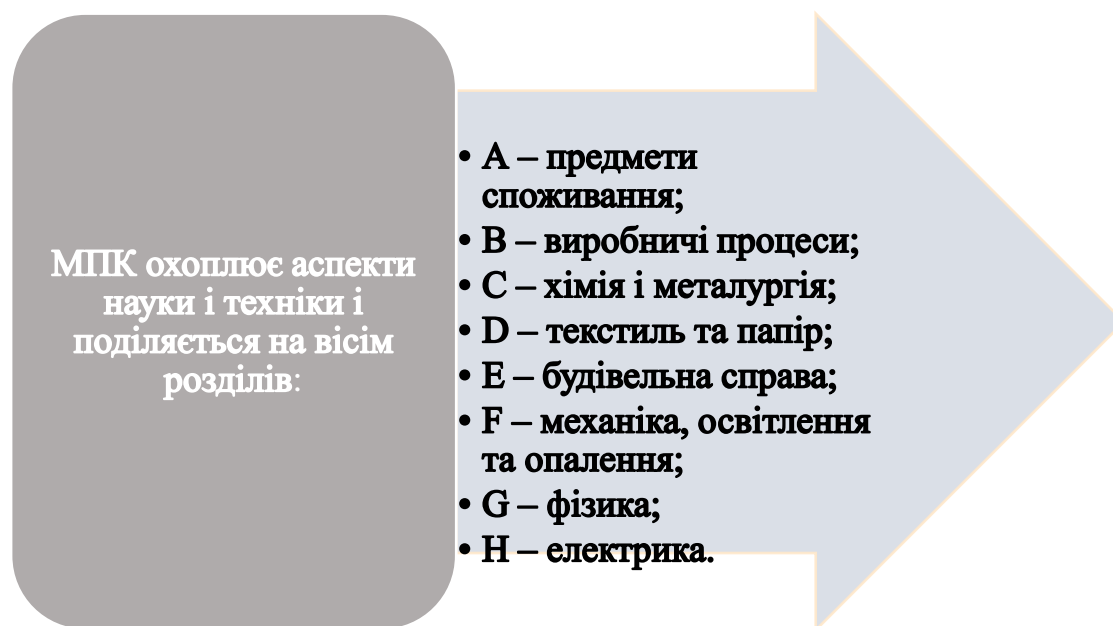 МПК охоплює аспекти
науки і техніки і
поділяється на вісім
розділів:
• A – предмети
споживання;
• B – виробничі процеси;
• C – хімія і металургія;
• D – текстиль та папір;
• E – будівельна справа;
• F – механіка, освітлення
та опалення;
• G – фізика;
• H – електрика.